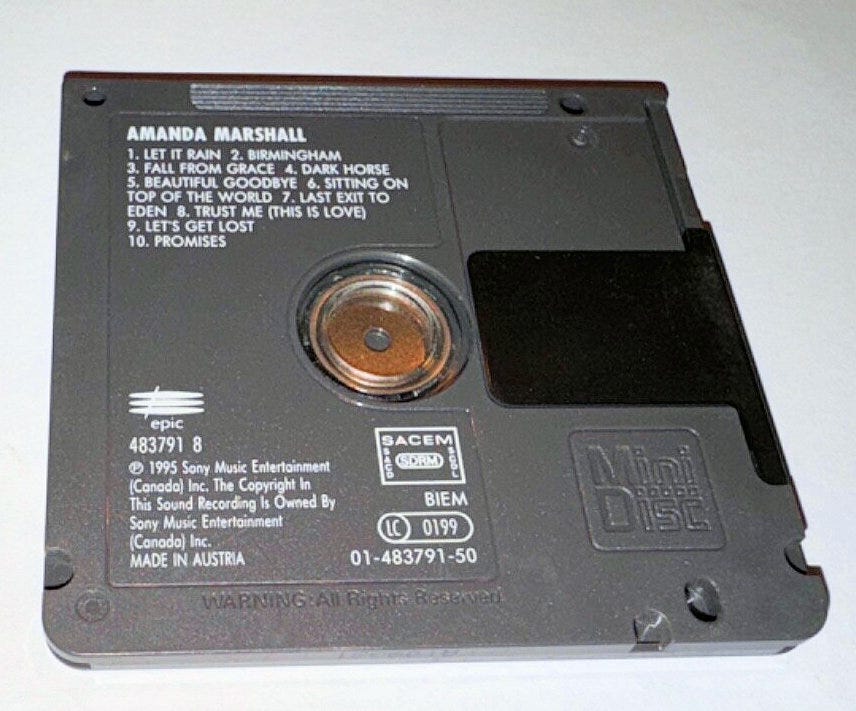 AMANDA MARSHALL
1. LET IT RAIN 2. BIRMINGHAM
3. FALL FROM GRACE 4. DARK HORSE
5. BEAUTIFUL GOODBYE 6. SITTING ON
TOP OF THE WORLD 7. LAST EXIT TO
EDEN 8. TRUST ME (THIS IS LOVE)
9. LET'S GET LOST
10. PROMISES
epic
483791 8
℗ 1995 Sony Music Entertainment
(Canada) Inc. The Copyright In
This Sound Recording Is Owned By
Sony Music Entertainment
(Canada) Inc.
MADE IN AUSTRIA
SACEM
SACD
SDRM
SGDL
BIEM
LC 0199
01-483791-50
Mini
Disc
WARNING:All Rights Reserved